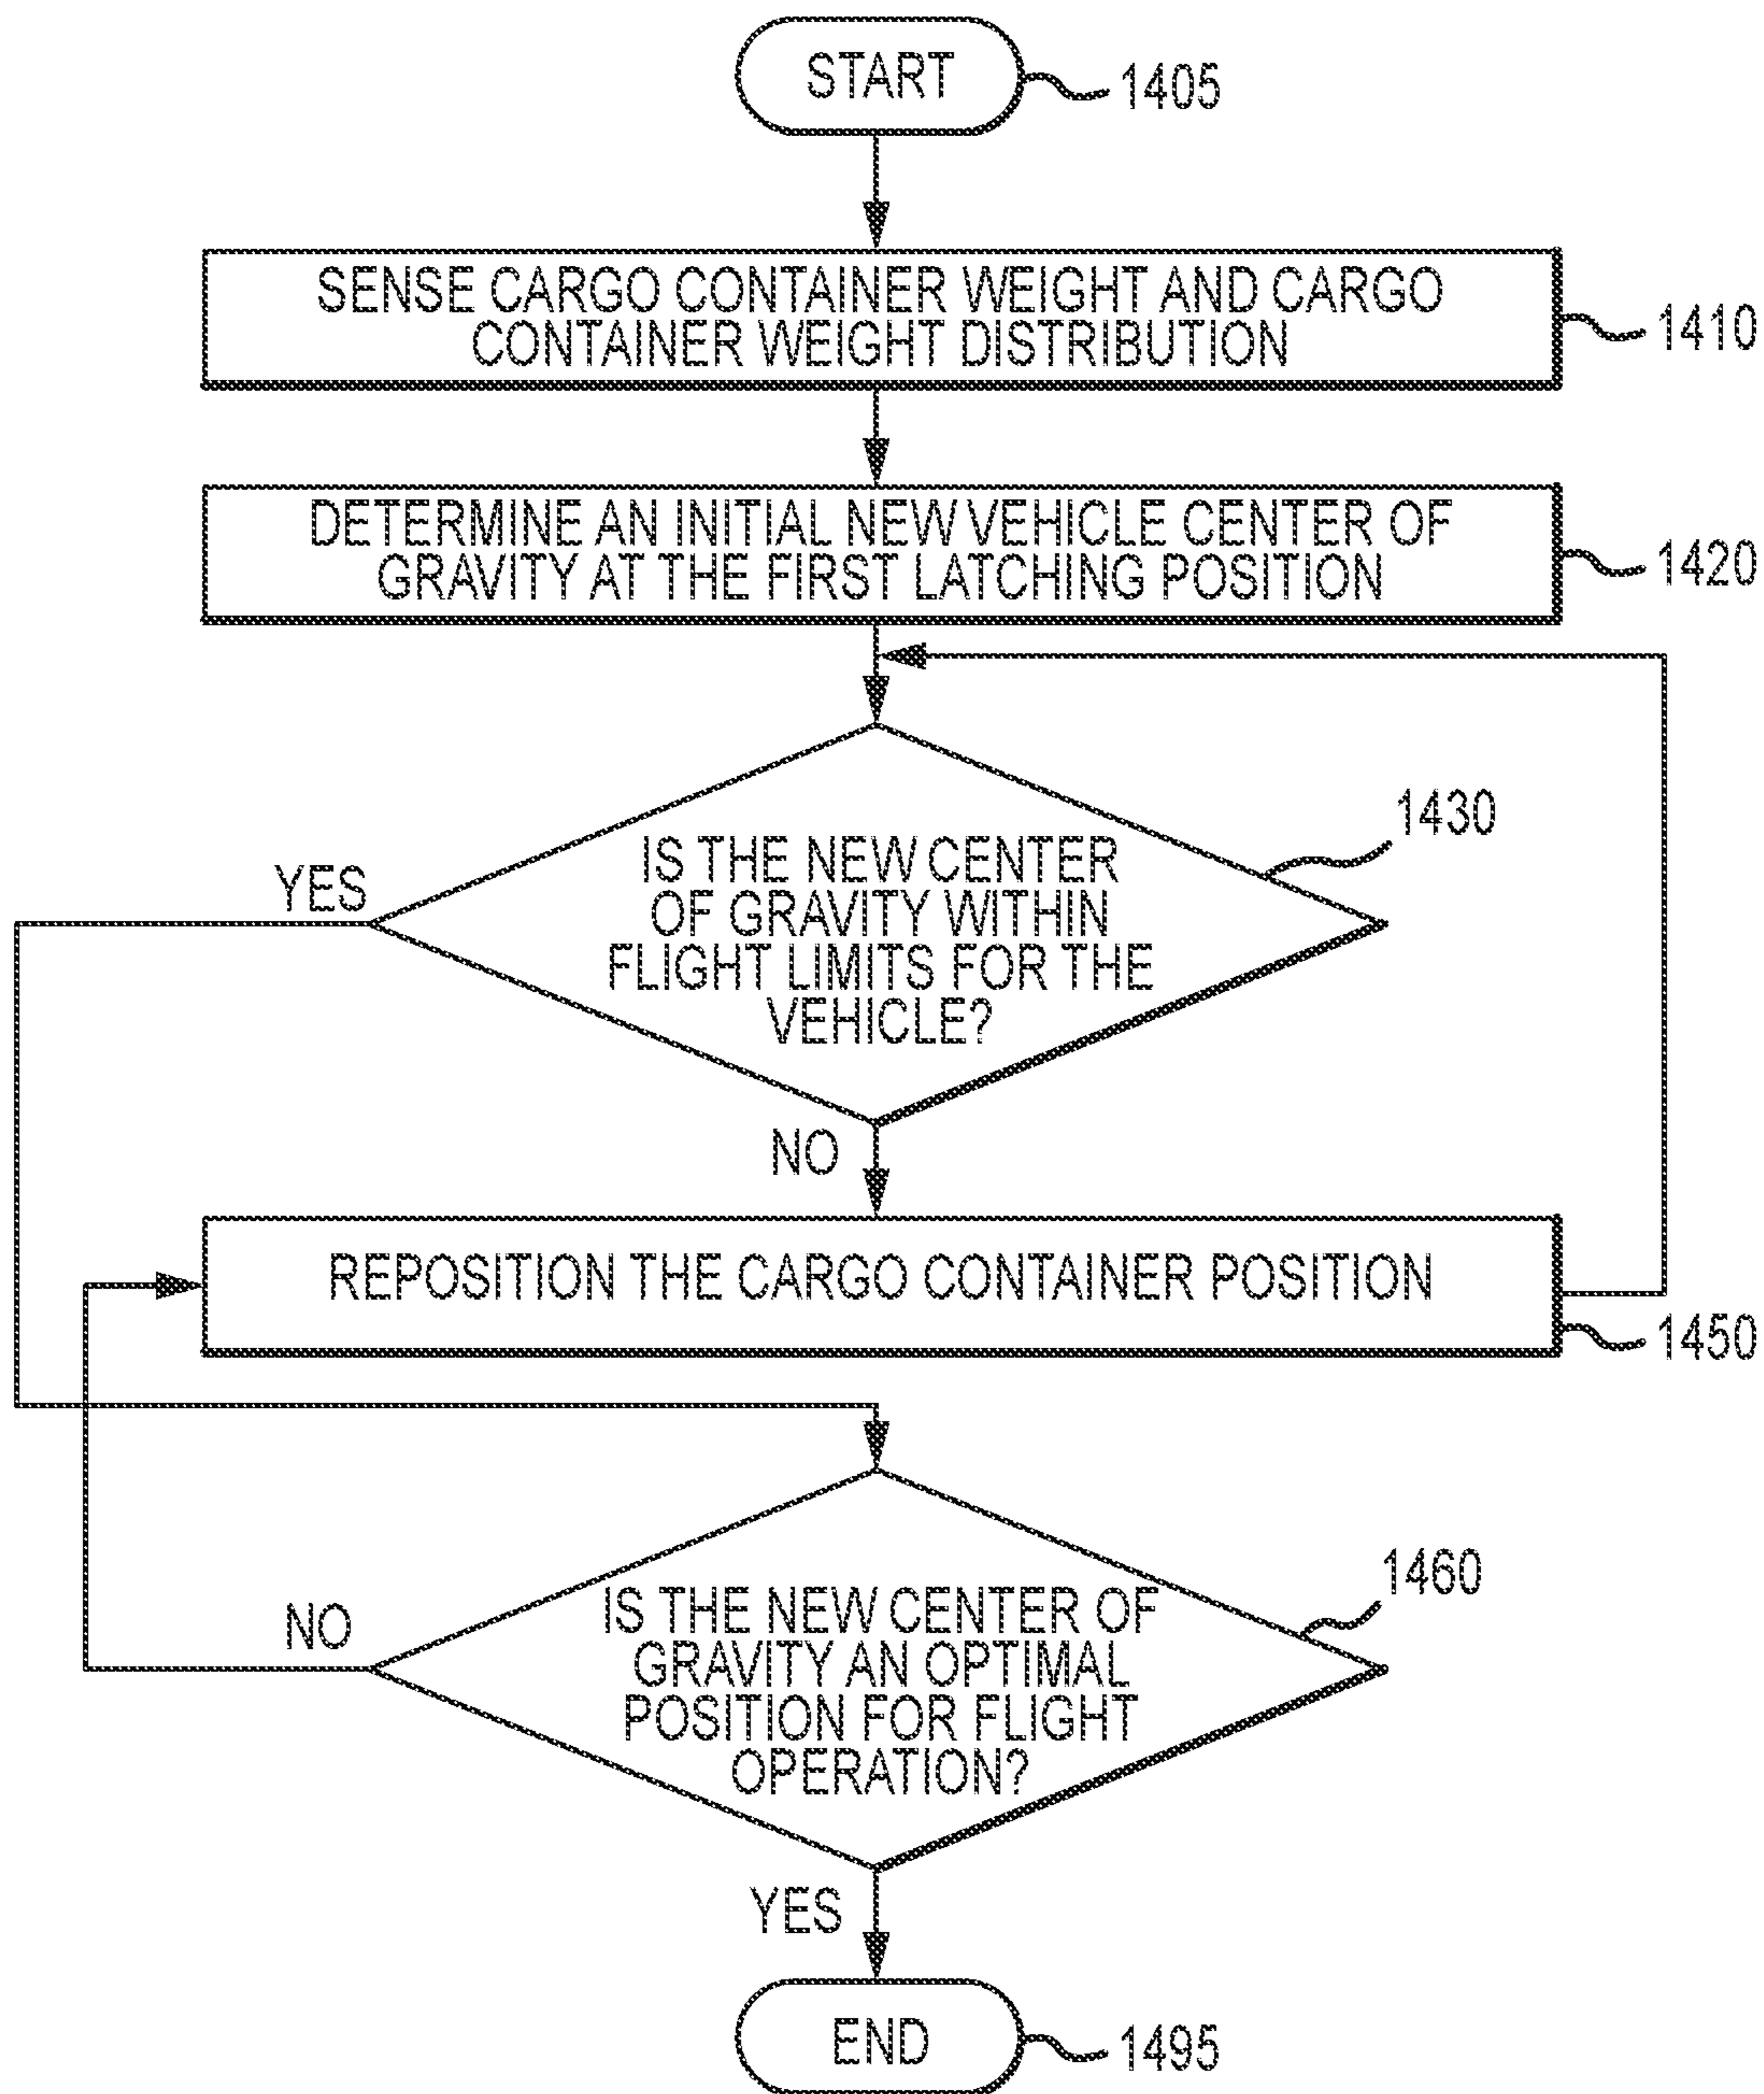 START
1405
SENSE CARGO CONTAINER WEIGHT AND CARGO
CONTAINER WEIGHT DISTRIBUTION
1410
DETERMINE AN INITIAL NEW VEHICLE CENTER OF
GRAVITY AT THE FIRST LATCHING POSITION
1420
1430
YES
IS THE NEW CENTER
OF GRAVITY WITHIN
FLIGHT LIMITS FOR THE
VEHICLE?
NO
REPOSITION THE CARGO CONTAINER POSITION
1450
1460
NO
IS THE NEW CENTER OF
GRAVITY AN OPTIMAL
POSITION FOR FLIGHT
OPERATION?
YES
END
1495